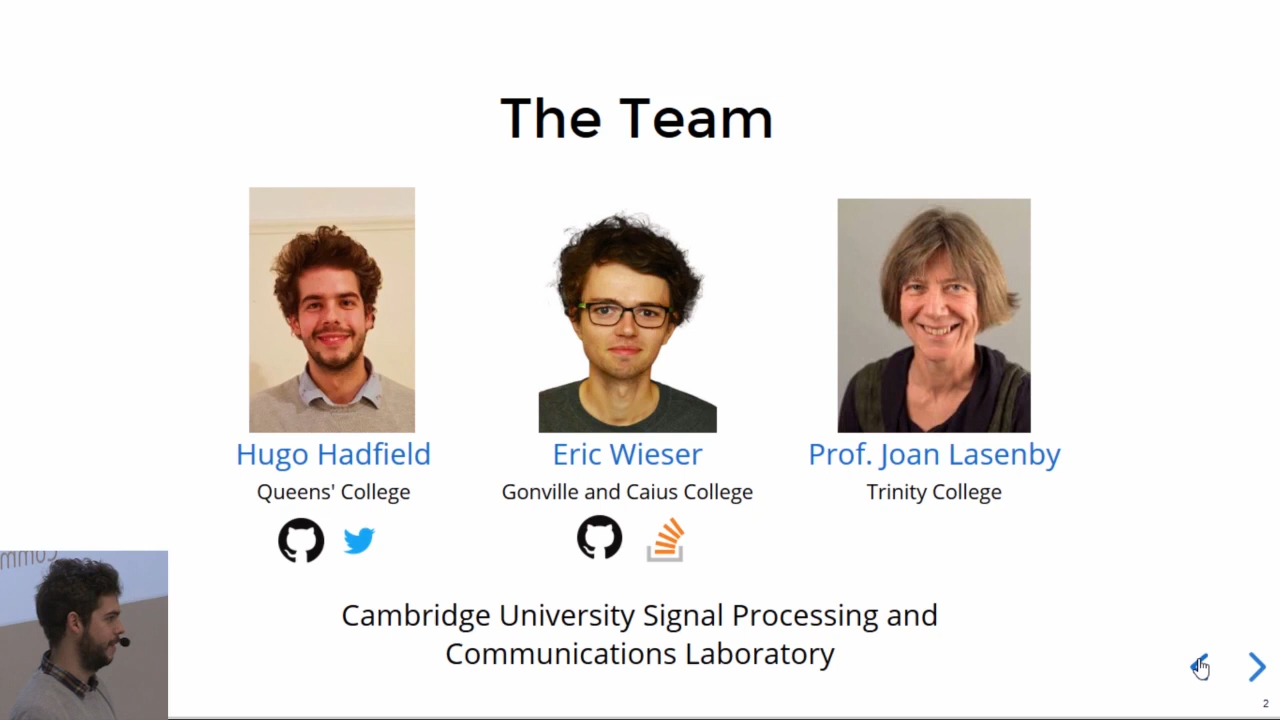 The Team
Hugo Hadfield
Eric Wieser
Prof. Joan Lasenby
Queens' College
Gonville and Caius College
Trinity College
Cambridge University Signal Processing and
Communications Laboratory
2